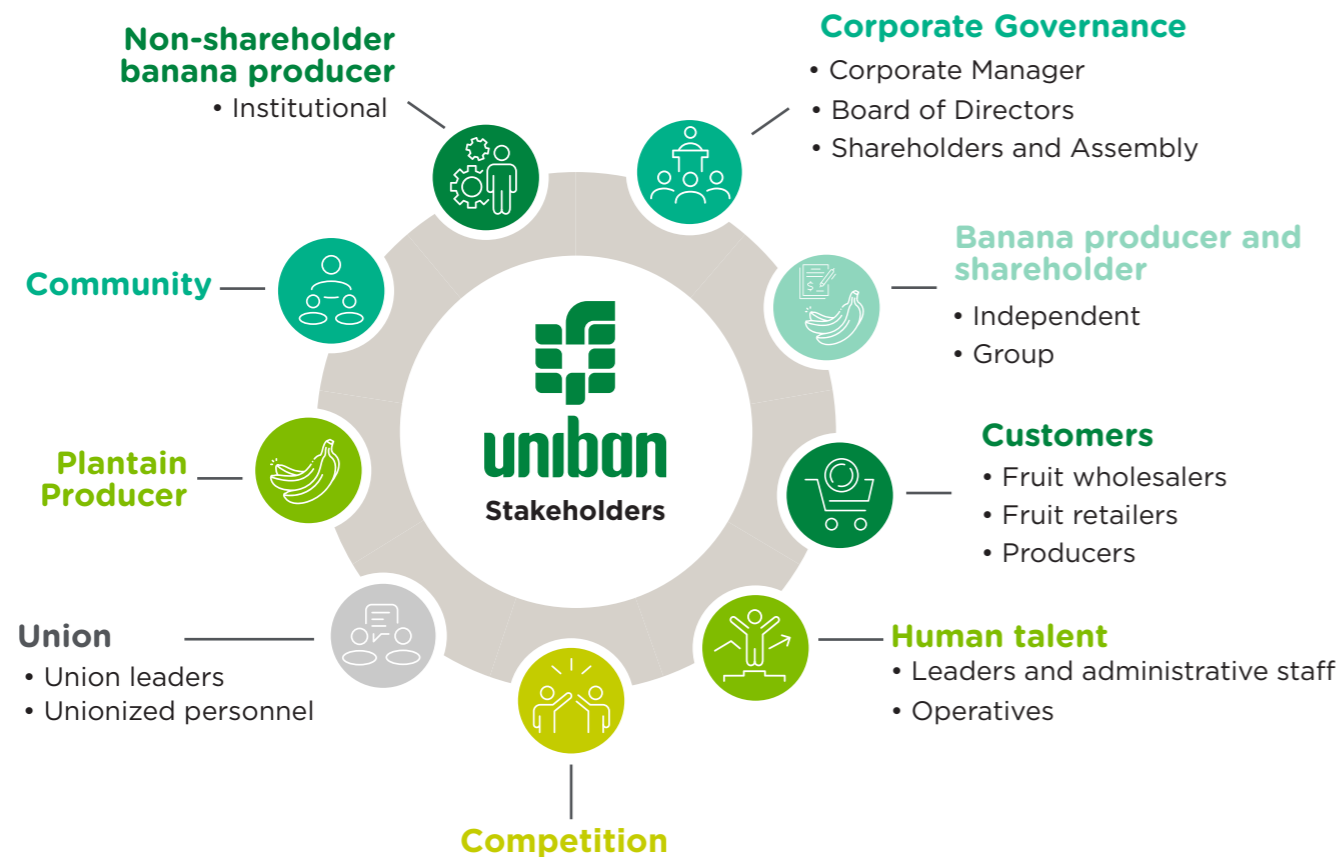 Non-shareholder
banana producer
• Institutional
Corporate Governance
• Corporate Manager
• Board of Directors
• Shareholders and Assembly
Banana producer and
shareholder
• Independent
• Group
Customers
• Fruit wholesalers
• Fruit retailers
• Producers
Human talent
• Leaders and administrative staff
• Operatives
Competition
Union
• Union leaders
• Unionized personnel
Plantain
Producer
Community
uniban
Stakeholders
$